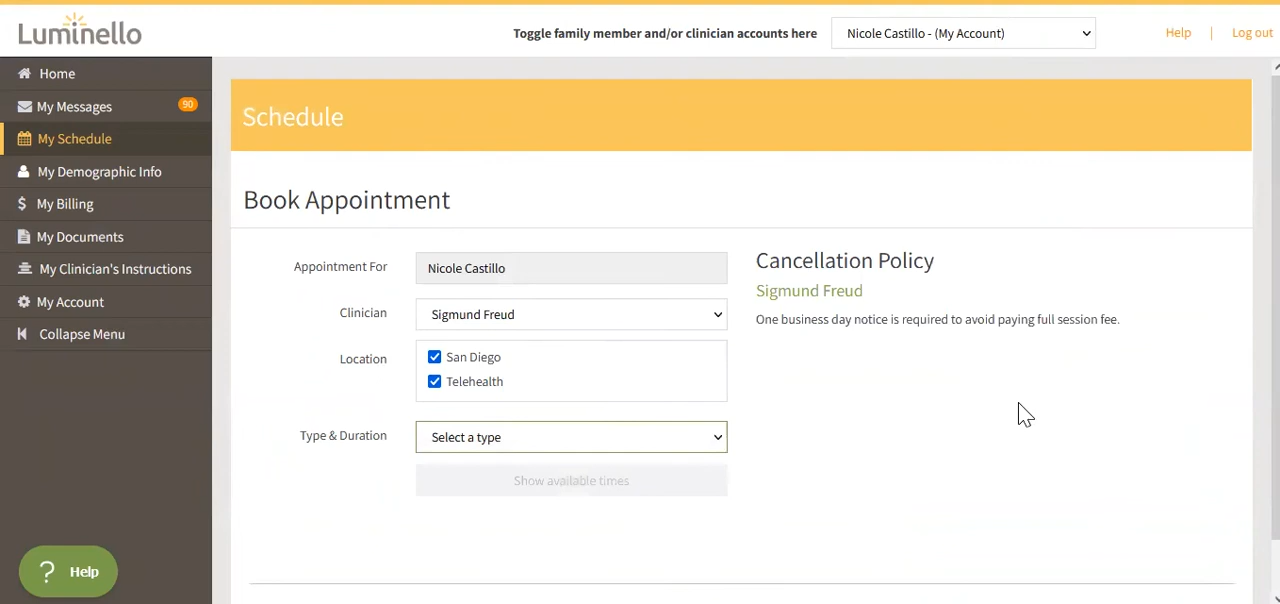 Luminello
Toggle family member and/or clinician accounts here
Nicole Castillo - (My Account)
Help | Log out
Home
My Messages 90
My Schedule
My Demographic Info
$ My Billing
My Documents
My Clinician's Instructions
My Account
Collapse Menu
? Help
Schedule
Book Appointment
Appointment For Nicole Castillo
Clinician Sigmund Freud
Location San Diego
Telehealth
Type & Duration Select a type
Show available times
Cancellation Policy
Sigmund Freud
One business day notice is required to avoid paying full session fee.